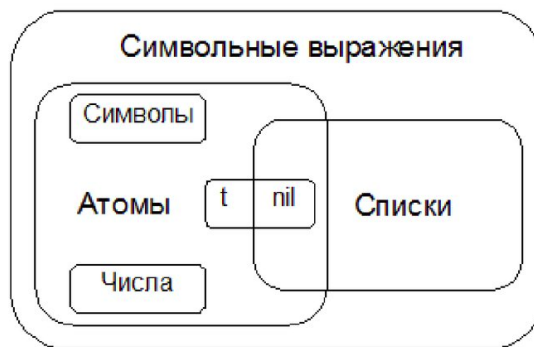 Символьные выражения
Символы
Атомы
t
nil
Списки
Числа